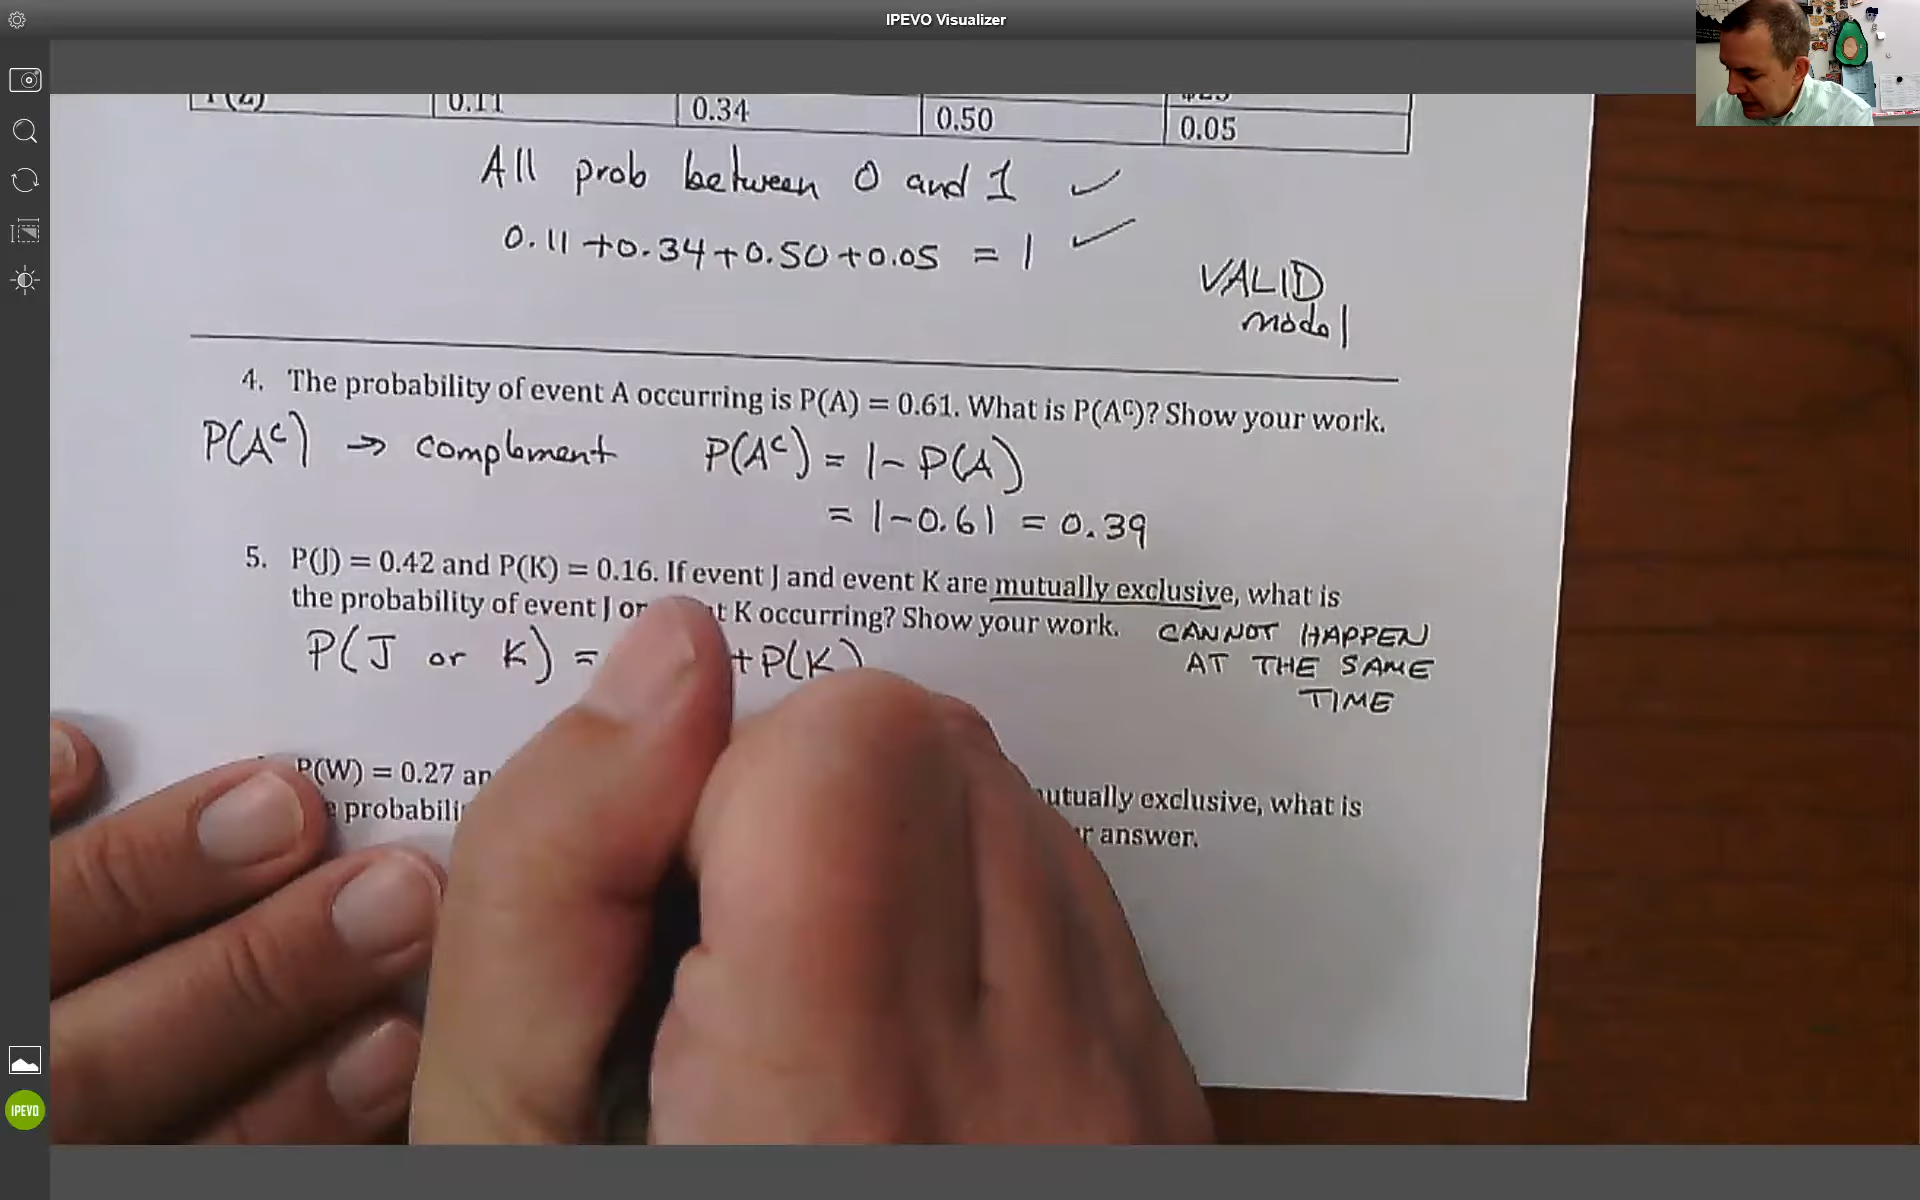 IPEVO Visualizer
P(Z) 0.11 0.34 0.50 0.05
All prob between 0 and 1 ✓
0.11+0.34+0.50+0.05 = 1 ✓
VALID
model
4. The probability of event A occurring is P(A) = 0.61. What is P(Aᶜ)? Show your work.
P(Aᶜ) → complement P(Aᶜ) = 1 - P(A)
= 1-0.61 = 0.39
5. P(J) = 0.42 and P(K) = 0.16. If event J and event K are mutually exclusive, what is
the probability of event J or K occurring? Show your work.
CANNOT HAPPEN
AT THE SAME
TIME
P(J or K) = +P(K)
P(W) = 0.27
mutually exclusive, what is
answer.
IPEVO